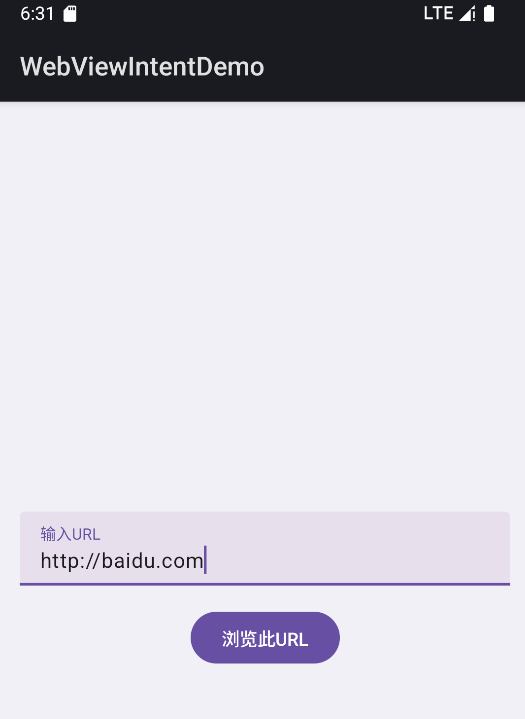 6:31 LTE
WebViewIntentDemo
输入URL
http://baidu.com
浏览此URL